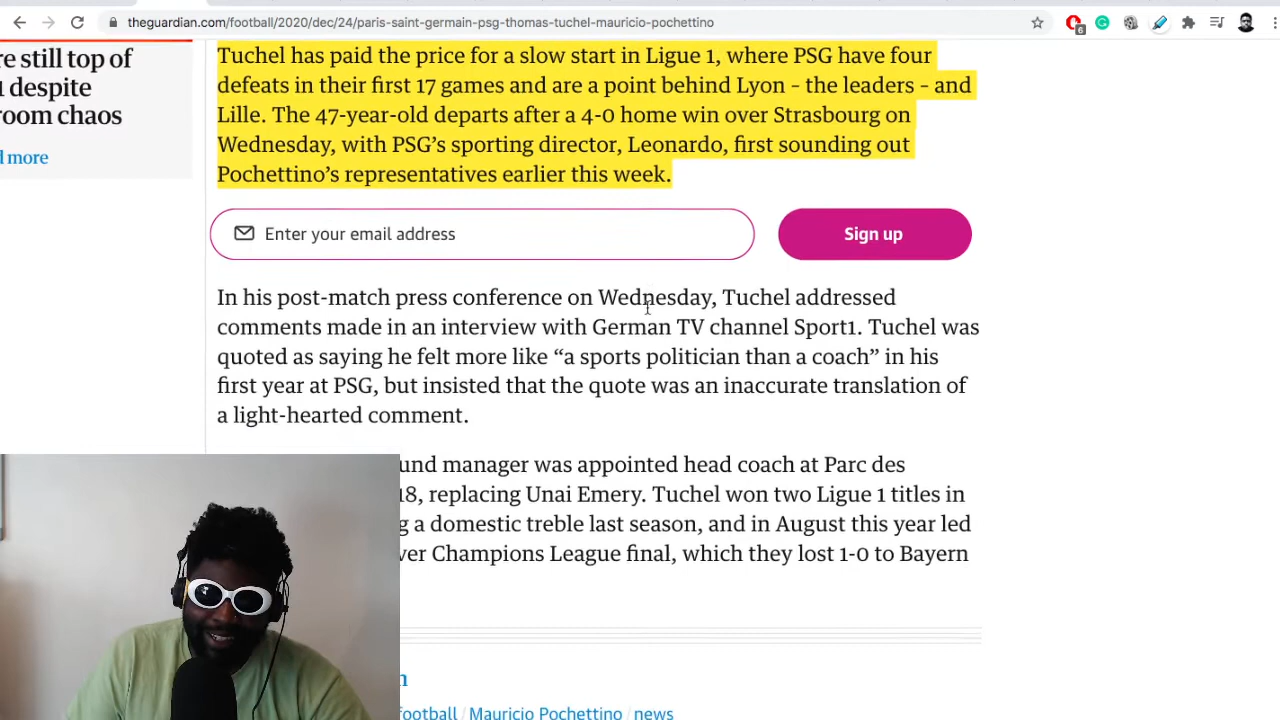 theguardian.com/football/2020/dec/24/paris-saint-germain-psg-thomas-tuchel-mauricio-pochettino
6
re still top of
1 despite
room chaos
d more
Tuchel has paid the price for a slow start in Ligue 1, where PSG have four
defeats in their first 17 games and are a point behind Lyon – the leaders – and
Lille. The 47-year-old departs after a 4-0 home win over Strasbourg on
Wednesday, with PSG’s sporting director, Leonardo, first sounding out
Pochettino’s representatives earlier this week.
Enter your email address
Sign up
In his post-match press conference on Wednesday, Tuchel addressed
comments made in an interview with German TV channel Sport1. Tuchel was
quoted as saying he felt more like “a sports politician than a coach” in his
first year at PSG, but insisted that the quote was an inaccurate translation of
a light-hearted comment.
und manager was appointed head coach at Parc des
18, replacing Unai Emery. Tuchel won two Ligue 1 titles in
g a domestic treble last season, and in August this year led
ver Champions League final, which they lost 1-0 to Bayern
n
football / Mauricio Pochettino / news